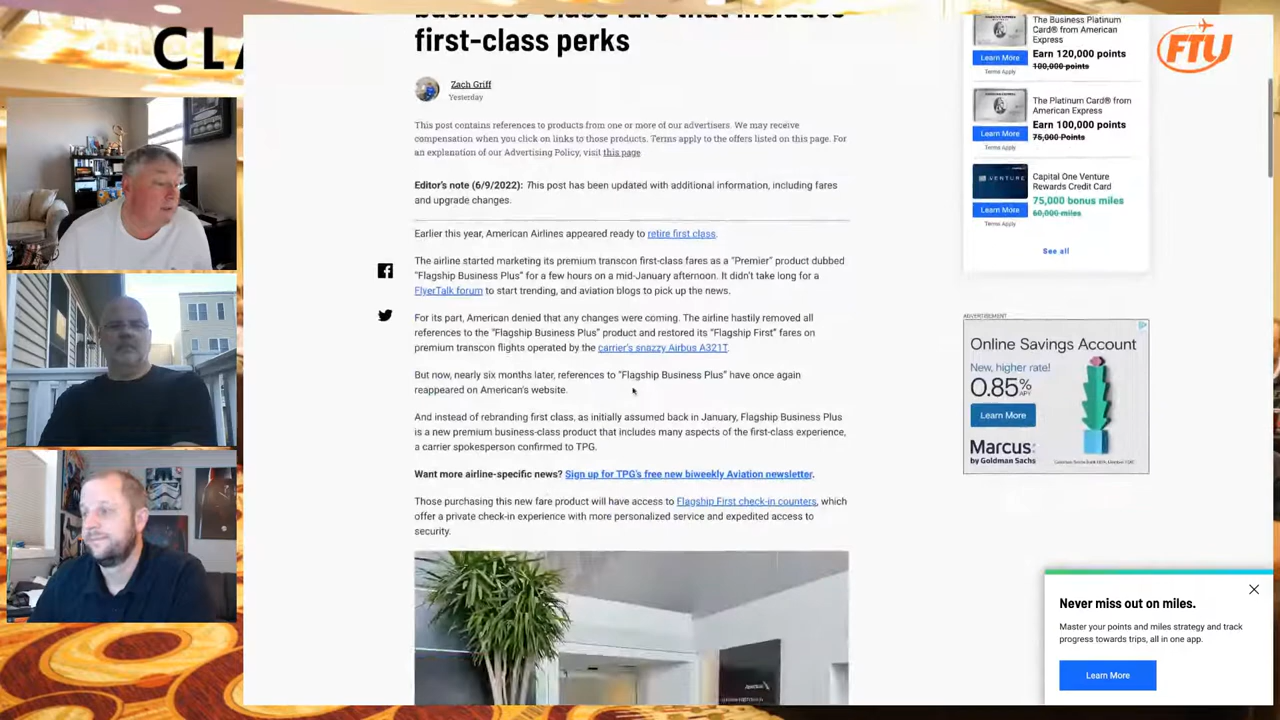 CLA
business-class fare that includes
first-class perks
Zach Griff
Yesterday
This post contains references to products from one or more of our advertisers. We may receive
compensation when you click on links to those products. Terms apply to the offers listed on this page. For
an explanation of our Advertising Policy, visit this page.
Editor's note (6/9/2022): This post has been updated with additional information, including fares
and upgrade changes.
Earlier this year, American Airlines appeared ready to retire first class.
The airline started marketing its premium transcon first-class fares as a "Premier" product dubbed
"Flagship Business Plus" for a few hours on a mid-January afternoon. It didn't take long for a
FlyerTalk forum to start trending, and aviation blogs to pick up the news.
For its part, American denied that any changes were coming. The airline hastily removed all
references to the "Flagship Business Plus" product and restored its "Flagship First" fares on
premium transcon flights operated by the carrier's snazzy Airbus A321T.
But now, nearly six months later, references to "Flagship Business Plus" have once again
reappeared on American's website.
And instead of rebranding first class, as initially assumed back in January, Flagship Business Plus
is a new premium business-class product that includes many aspects of the first-class experience,
a carrier spokesperson confirmed to TPG.
Want more airline-specific news? Sign up for TPG's free new biweekly Aviation newsletter.
Those purchasing this new fare product will have access to Flagship First check-in counters, which
offer a private check-in experience with more personalized service and expedited access to
security.
The Business Platinum
Card® from American
Express
Earn 120,000 points
100,000 points
Learn More
Terms Apply
The Platinum Card® from
American Express
Earn 100,000 points
75,000 Points
Learn More
Terms Apply
VENTURE
Capital One Venture
Rewards Credit Card
75,000 bonus miles
60,000 miles
Learn More
Terms Apply
See all
ADVERTISEMENT
Online Savings Account
New, higher rate!
0.85% APY
Learn More
Marcus:
by Goldman Sachs
FTU
Never miss out on miles.
Master your points and miles strategy and track
progress towards trips, all in one app.
Learn More